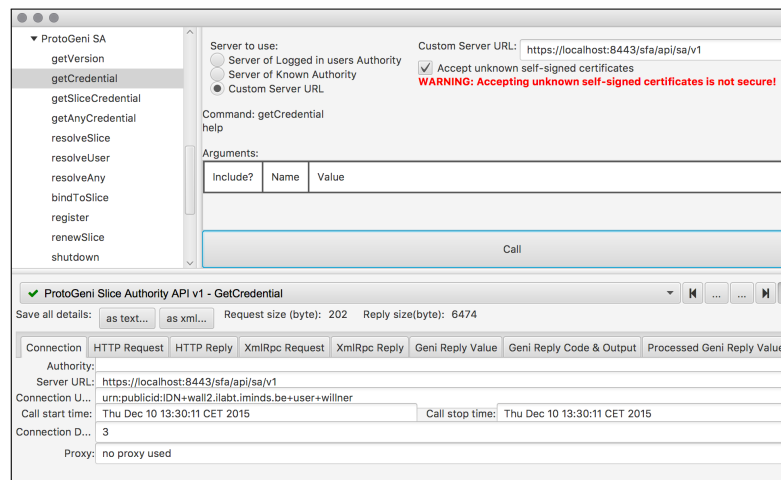 ProtoGeni SA
getVersion
getCredential
getSliceCredential
getAnyCredential
resolveSlice
resolveUser
resolveAny
bindToSlice
register
renewSlice
shutdown
Server to use:
Server of Logged in users Authority
Server of Known Authority
Custom Server URL
Custom Server URL: https://localhost:8443/sfa/api/sa/v1
Accept unknown self-signed certificates
WARNING: Accepting unknown self-signed certificates is not secure!
Command: getCredential
help
Arguments:
Include? Name Value
Call
ProtoGeni Slice Authority API v1 - GetCredential ... ...
Save all details: as text... as xml... Request size (byte): 202 Reply size(byte): 6474
Connection HTTP Request HTTP Reply XmlRpc Request XmlRpc Reply Geni Reply Value Geni Reply Code & Output Processed Geni Reply Value
Authority:
Server URL: https://localhost:8443/sfa/api/sa/v1
Connection U... urn:publicid:IDN+wall2.ilabt.iminds.be+user+willner
Call start time: Thu Dec 10 13:30:11 CET 2015 Call stop time: Thu Dec 10 13:30:11 CET 2015
Connection D... 3
Proxy: no proxy used